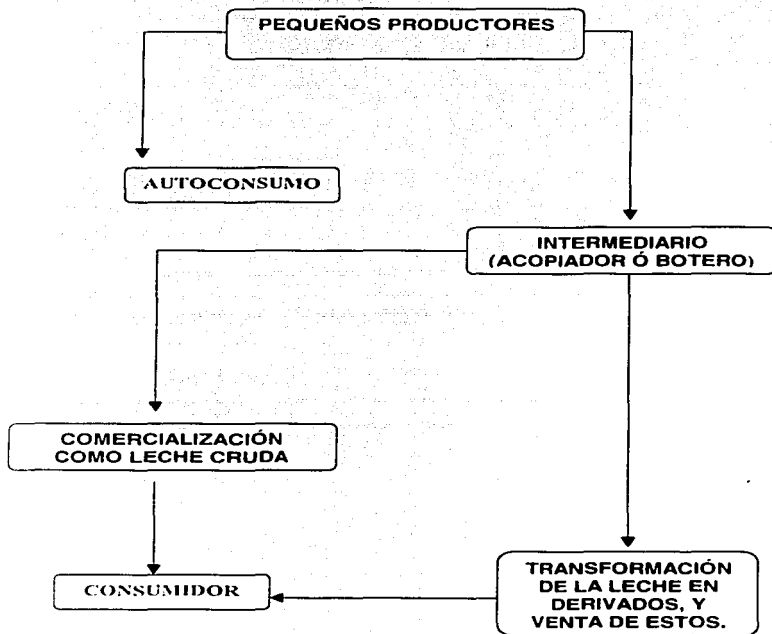 PEQUEÑOS PRODUCTORES
AUTOCONSUMO
INTERMEDIARIO
(ACOPIADOR Ó BOTERO)
COMERCIALIZACIÓN
COMO LECHE CRUDA
CONSUMIDOR
TRANSFORMACIÓN
DE LA LECHE EN
DERIVADOS, Y
VENTA DE ESTOS.